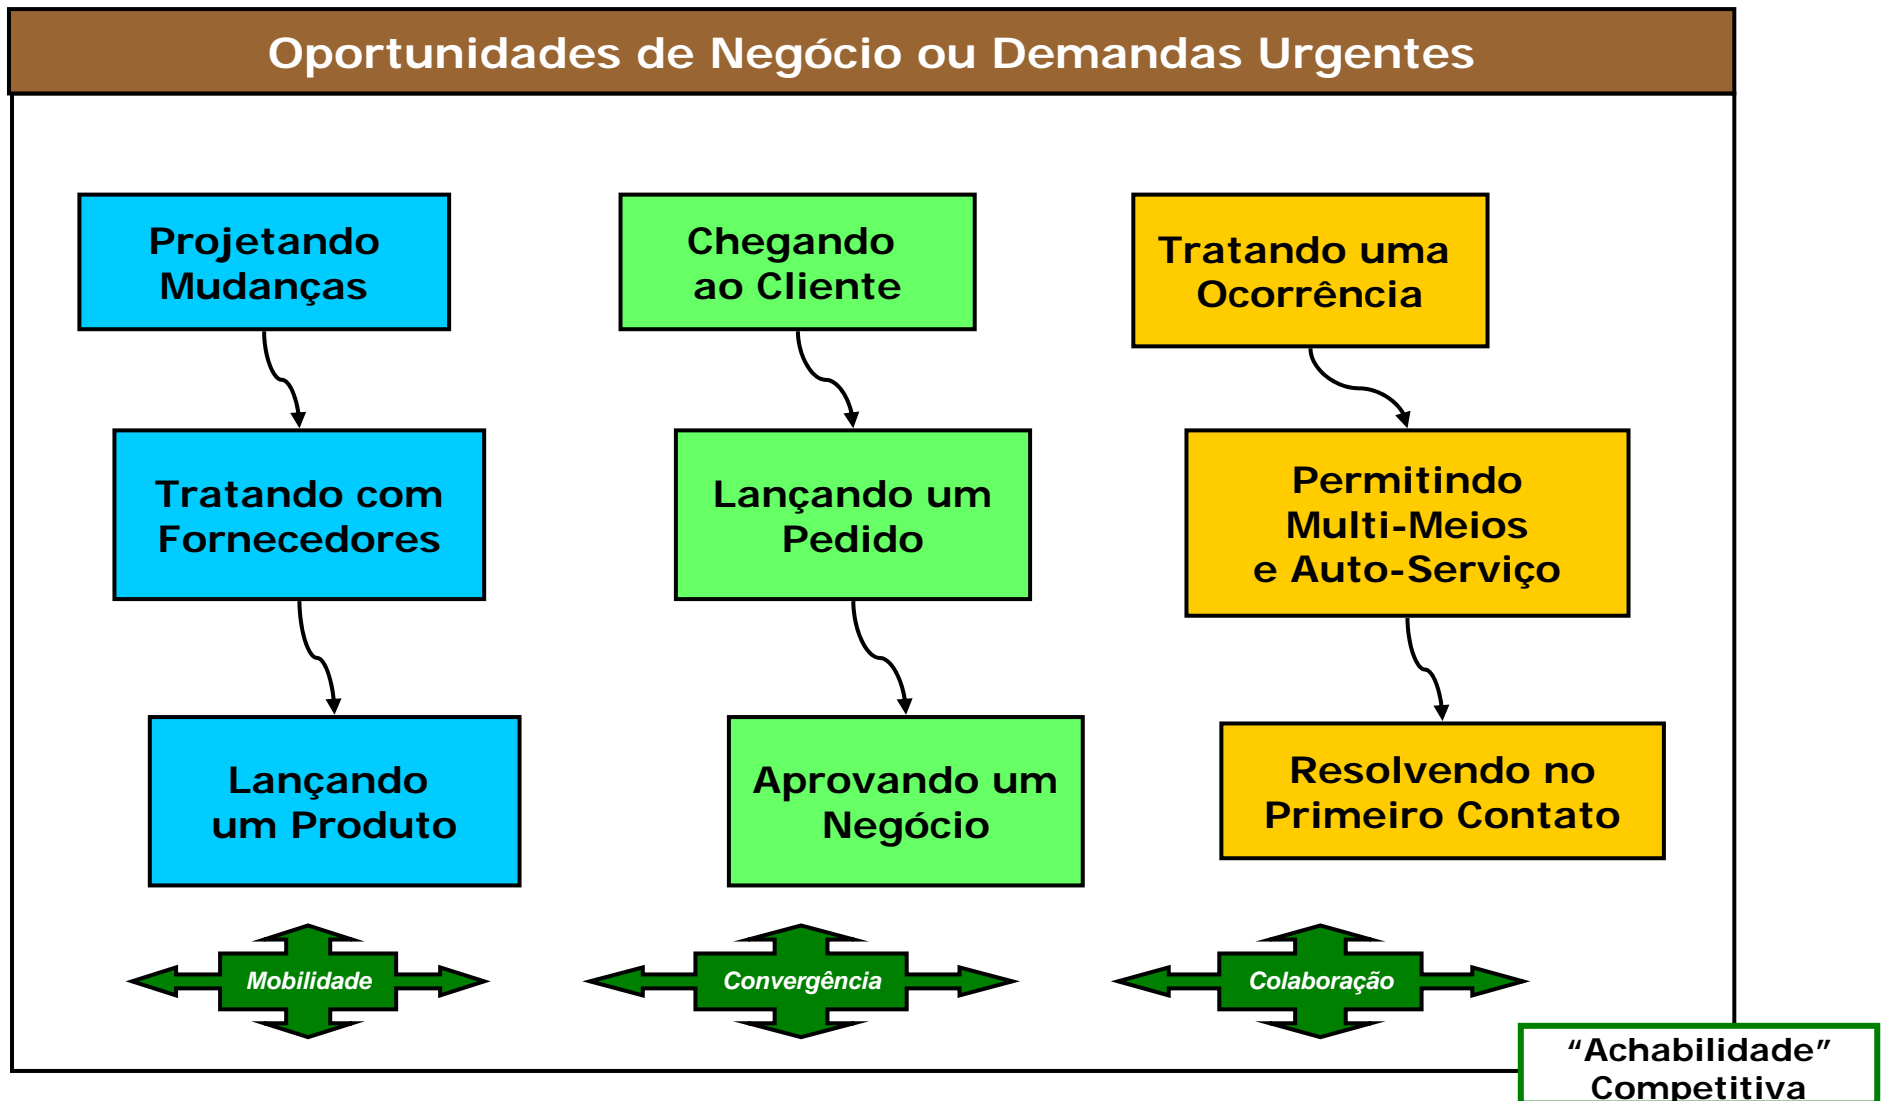 Oportunidades de Negócio ou Demandas Urgentes
Projetando
Mudanças
Tratando com
Fornecedores
Lançando
um Produto
Chegando
ao Cliente
Lançando um
Pedido
Aprovando um
Negócio
Tratando uma
Ocorrência
Permitindo
Multi-Meios
e Auto-Serviço
Resolvendo no
Primeiro Contato
Mobilidade
Convergência
Colaboração
“Achabilidade”
Competitiva